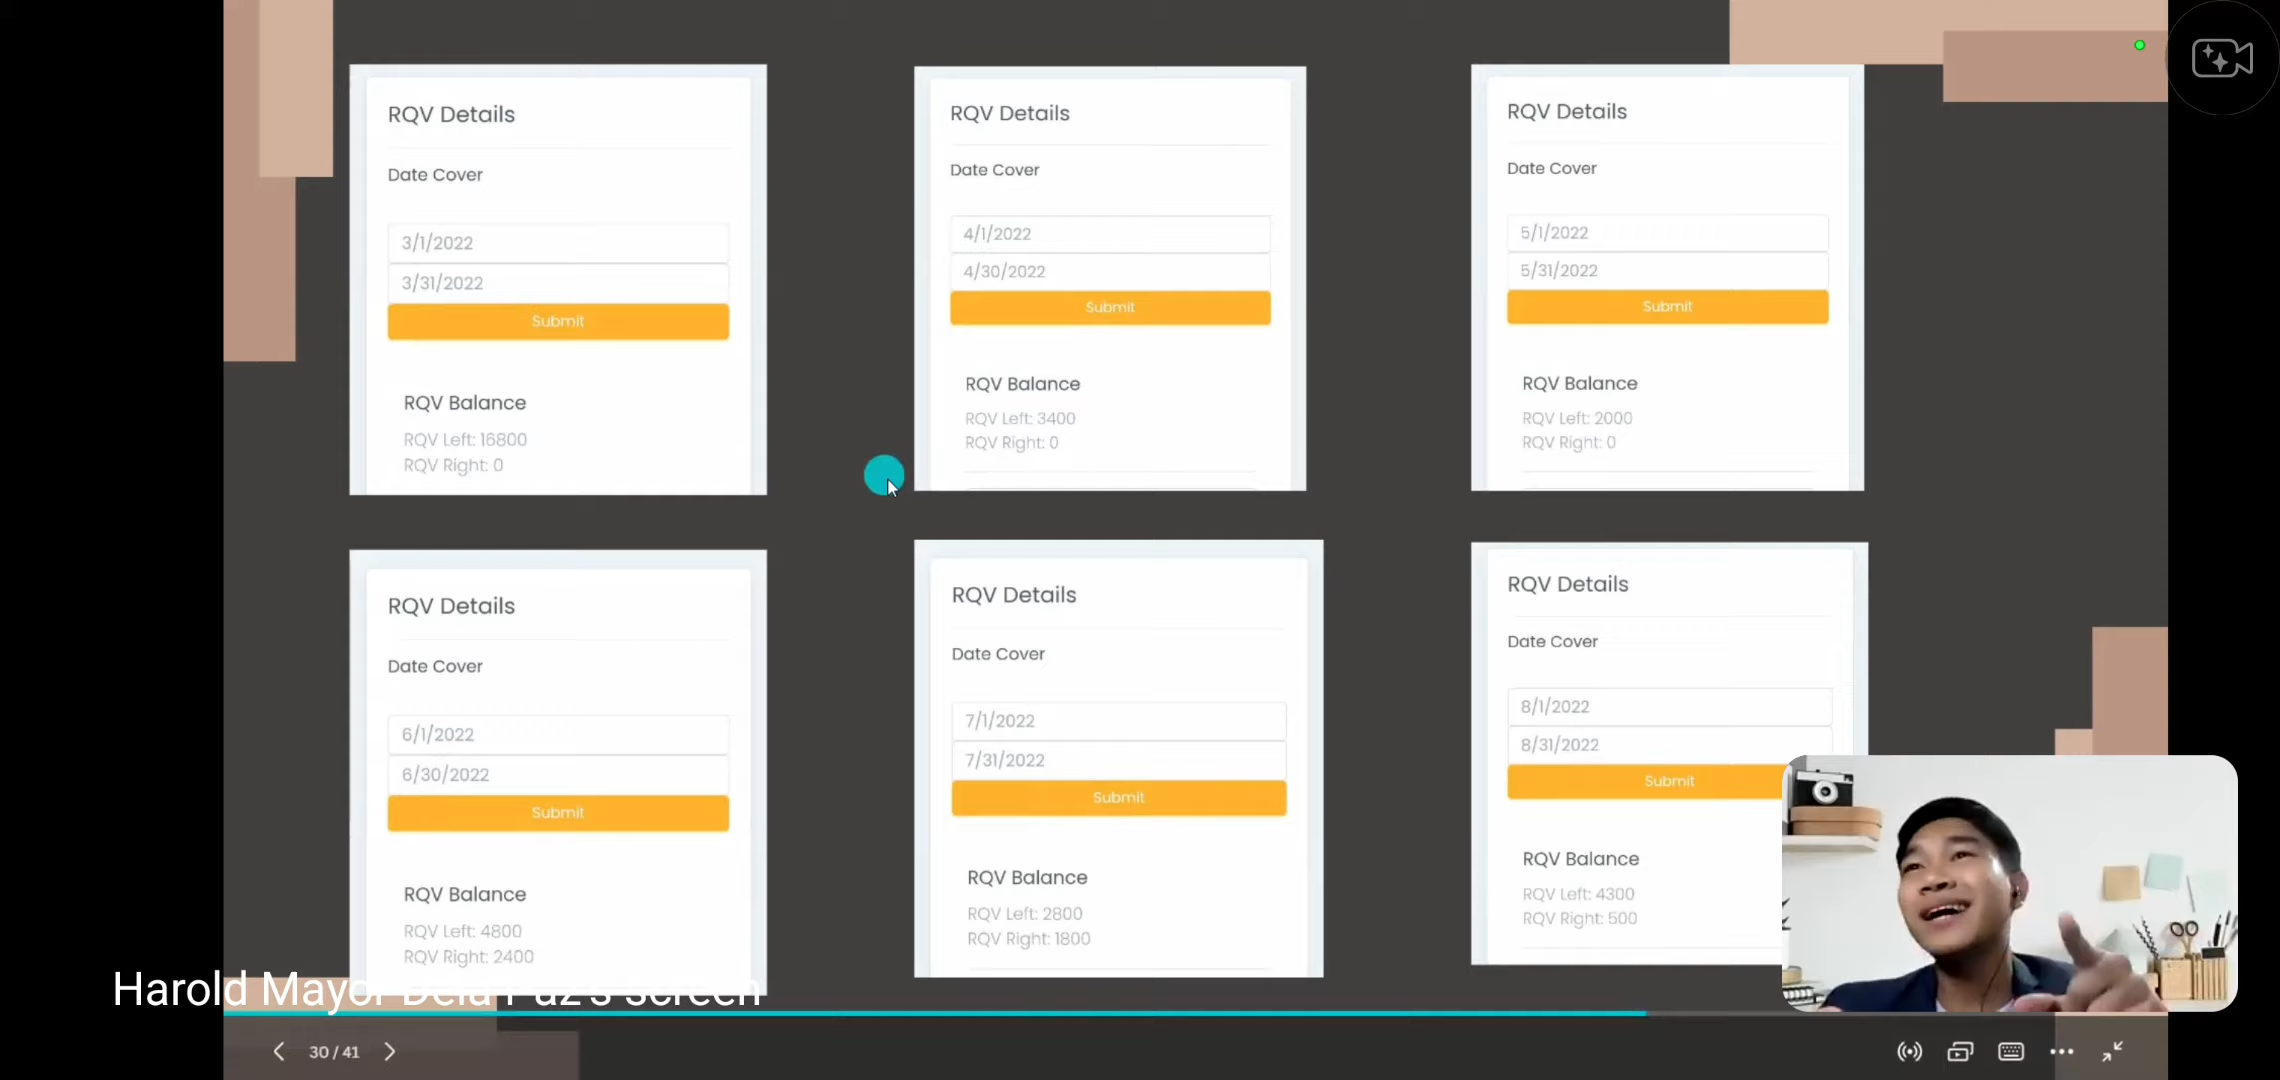 RQV Details
Date Cover
3/1/2022
3/31/2022
Submit
RQV Balance
RQV Left: 16800
RQV Right: 0
RQV Details
Date Cover
4/1/2022
4/30/2022
Submit
RQV Balance
RQV Left: 3400
RQV Right: 0
RQV Details
Date Cover
5/1/2022
5/31/2022
Submit
RQV Balance
RQV Left: 2000
RQV Right: 0
RQV Details
Date Cover
6/1/2022
6/30/2022
Submit
RQV Balance
RQV Left: 4800
RQV Right: 2400
RQV Details
Date Cover
7/1/2022
7/31/2022
Submit
RQV Balance
RQV Left: 2800
RQV Right: 1800
RQV Details
Date Cover
8/1/2022
8/31/2022
Submit
RQV Balance
RQV Left: 4300
RQV Right: 500
Harold Mayor Dela Paz's screen
30 / 41